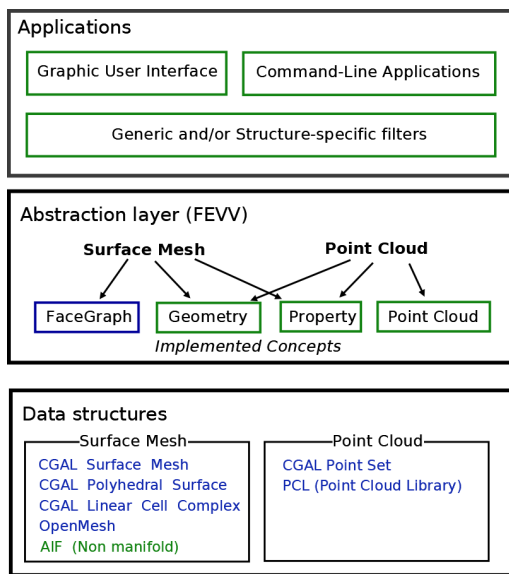 Applications
Graphic User Interface
Command-Line Applications
Generic and/or Structure-specific filters
Abstraction layer (FEVV)
Surface Mesh
Point Cloud
FaceGraph
Geometry
Property
Point Cloud
Implemented Concepts
Data structures
Surface Mesh
CGAL Surface Mesh
CGAL Polyhedral Surface
CGAL Linear Cell Complex
OpenMesh
AIF (Non manifold)
Point Cloud
CGAL Point Set
PCL (Point Cloud Library)